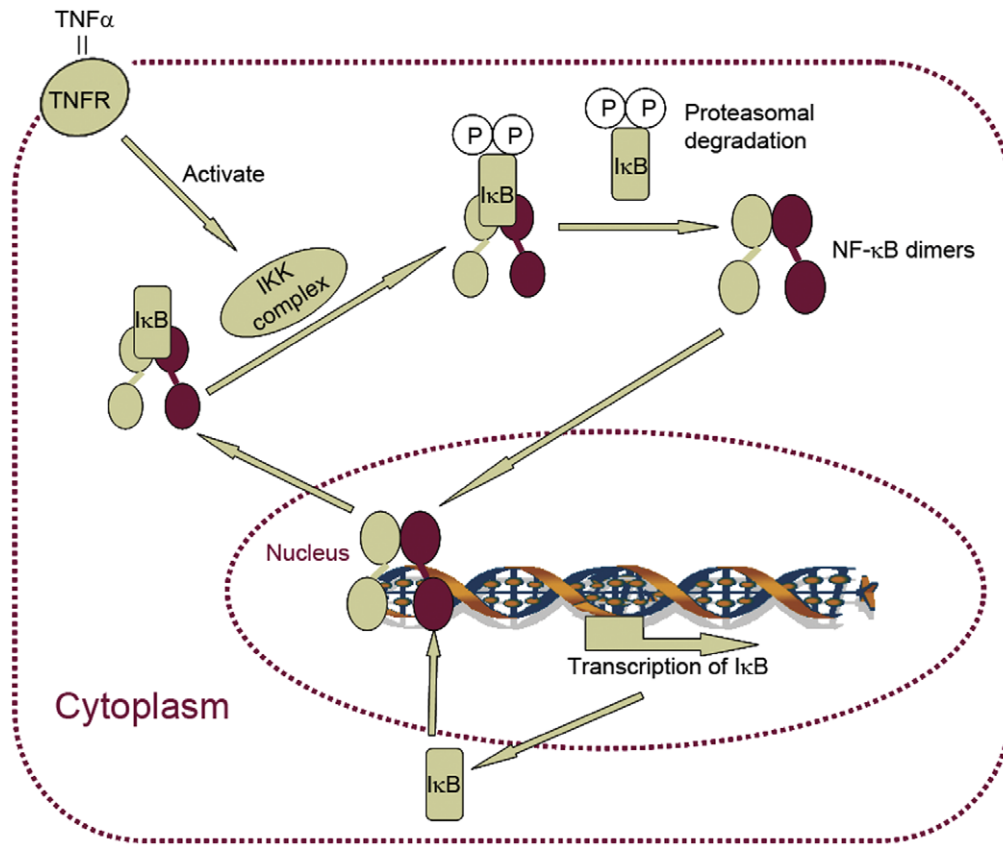 TNFα
TNFR
Activate
IKK
complex
IκB
P P
IκB
P P
IκB
Proteasomal
degradation
NF-κB dimers
Nucleus
Transcription of IκB
Cytoplasm
IκB